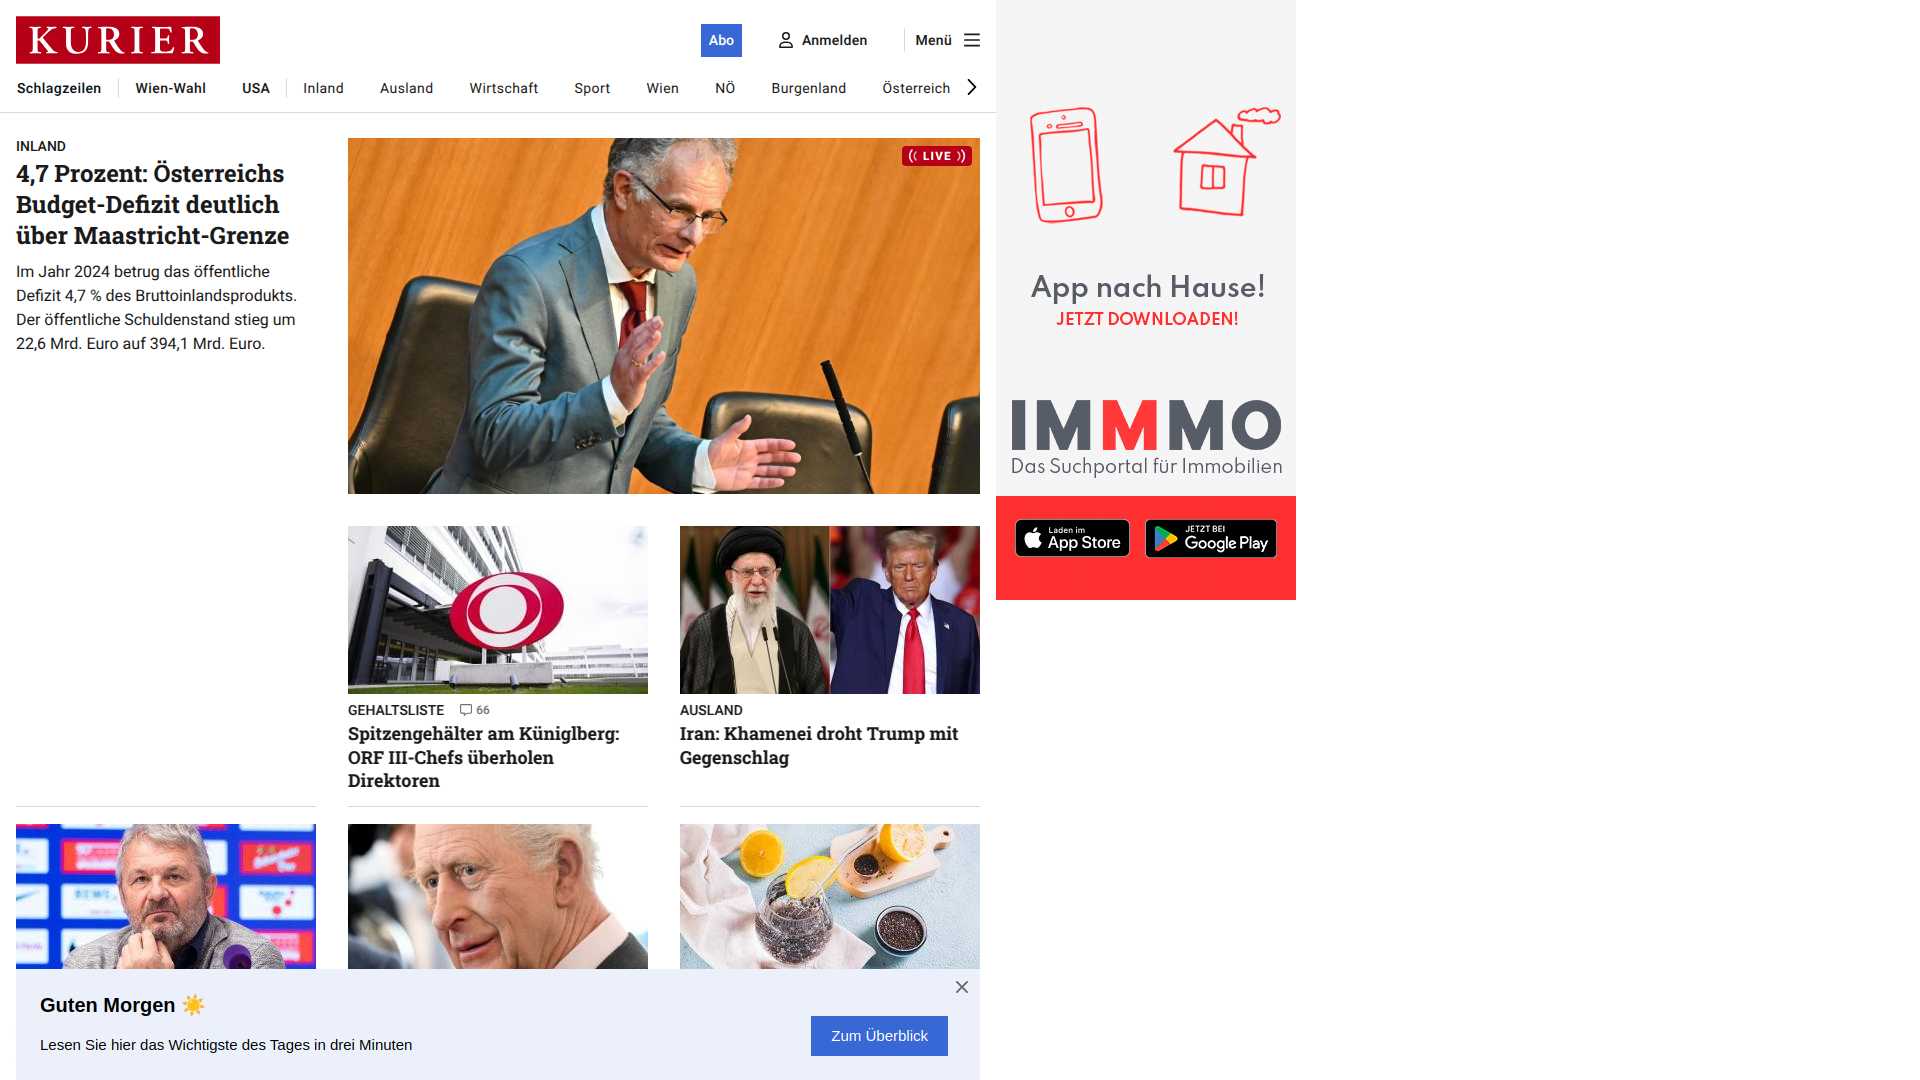 KURIER
Abo
Anmelden
Menü
Schlagzeilen
Wien-Wahl
USA
Inland
Ausland
Wirtschaft
Sport
Wien
NÖ
Burgenland
Österreich
INLAND
4,7 Prozent: Österreichs
Budget-Defizit deutlich
über Maastricht-Grenze
Im Jahr 2024 betrug das öffentliche
Defizit 4,7 % des Bruttoinlandsprodukts.
Der öffentliche Schuldenstand stieg um
22,6 Mrd. Euro auf 394,1 Mrd. Euro.
LIVE
GEHALTSLISTE 66
Spitzengehälter am Küniglberg:
ORF III-Chefs überholen
Direktoren
AUSLAND
Iran: Khamenei droht Trump mit
Gegenschlag
Guten Morgen ☀️
Lesen Sie hier das Wichtigste des Tages in drei Minuten
Zum Überblick
App nach Hause!
JETZT DOWNLOADEN!
IMMMO
Das Suchportal für Immobilien
Laden im
App Store
JETZT BEI
Google Play